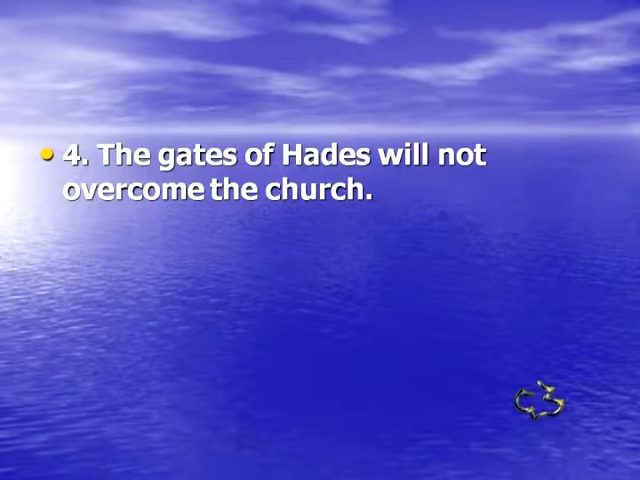 • 4. The gates of Hades will not
overcome the church.